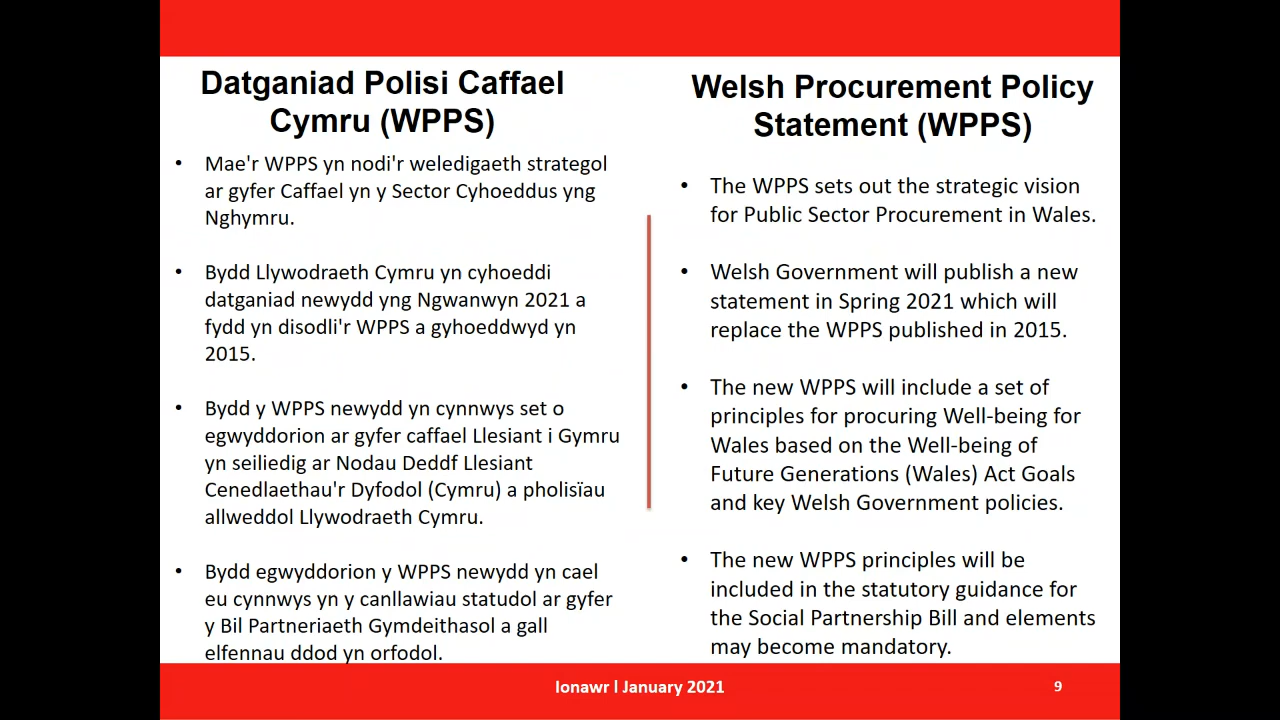 Datganiad Polisi Caffael
Cymru (WPPS)
• Mae'r WPPS yn nodi'r weledigaeth strategol
ar gyfer Caffael yn y Sector Cyhoeddus yng
Nghymru.
• Bydd Llywodraeth Cymru yn cyhoeddi
datganiad newydd yng Ngwanwyn 2021 a
fydd yn disodli'r WPPS a gyhoeddwyd yn
2015.
• Bydd y WPPS newydd yn cynnwys set o
egwyddorion ar gyfer caffael Llesiant i Gymru
yn seiliedig ar Nodau Deddf Llesiant
Cenedlaethau'r Dyfodol (Cymru) a pholisïau
allweddol Llywodraeth Cymru.
• Bydd egwyddorion y WPPS newydd yn cael
eu cynnwys yn y canllawiau statudol ar gyfer
y Bil Partneriaeth Gymdeithasol a gall
elfennau ddod yn orfodol.
Welsh Procurement Policy
Statement (WPPS)
• The WPPS sets out the strategic vision
for Public Sector Procurement in Wales.
• Welsh Government will publish a new
statement in Spring 2021 which will
replace the WPPS published in 2015.
• The new WPPS will include a set of
principles for procuring Well-being for
Wales based on the Well-being of
Future Generations (Wales) Act Goals
and key Welsh Government policies.
• The new WPPS principles will be
included in the statutory guidance for
the Social Partnership Bill and elements
may become mandatory.
Ionawr l January 2021
9